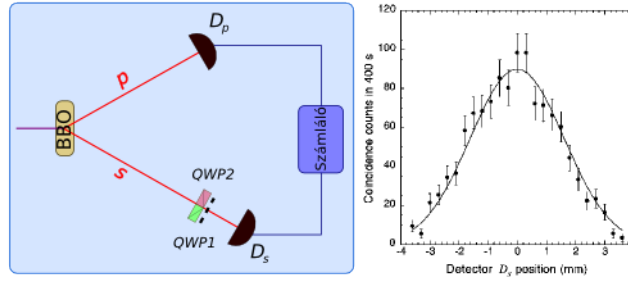 D_p
p
BBO
s
QWP2
QWP1
D_s
Számláló
Coincidence counts in 400 s
120
100
80
60
40
20
0
-4 -3 -2 -1 0 1 2 3
Detector D_s position (mm)